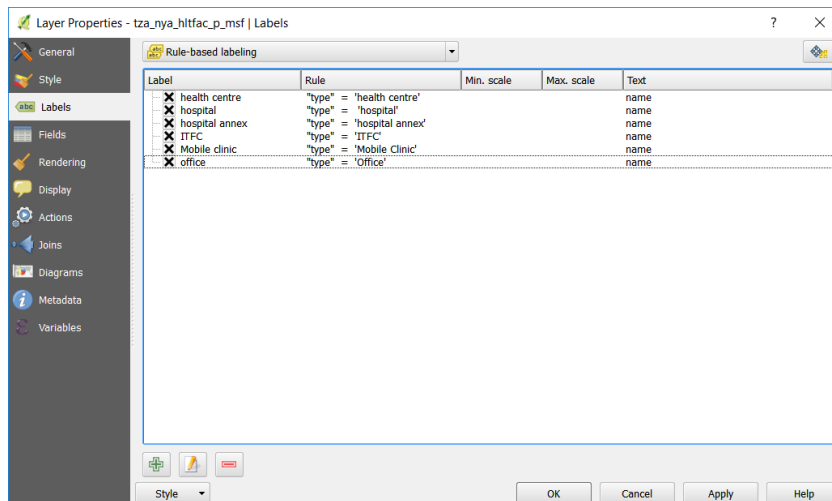 Layer Properties - tza_nya_hltfac_p_msf | Labels
?
General
Style
abc Labels
Fields
Rendering
Display
Actions
Joins
Diagrams
Metadata
Variables
Rule-based labeling
Label Rule Min. scale Max. scale Text
health centre "type" = 'health centre' name
hospital "type" = 'hospital' name
hospital annex "type" = 'hospital annex' name
ITFC "type" = 'ITFC' name
Mobile clinic "type" = 'Mobile Clinic' name
office "type" = 'Office' name
Style OK Cancel Apply Help